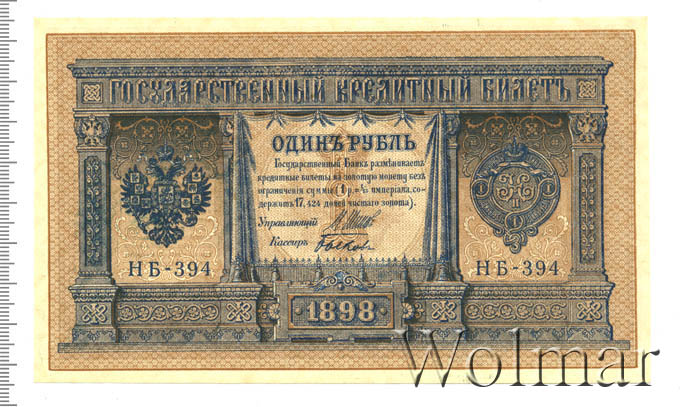 ГОСУДАРСТВЕННЫЙ КРЕДИТНЫЙ БИЛЕТЪ
ОДИНЪ РУБЛЬ
Государственный Банкъ размѣниваетъ
кредитные билеты на золотую монету безъ
ограниченія суммы (1 р.=1/15 имперіала, со-
держитъ 17,424 долей чистаго золота).
Управляющій
Кассиръ
НБ-394
НБ-394
1898
Wolmar